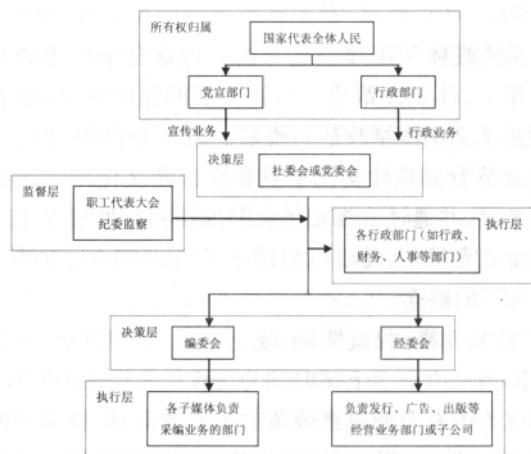 所有权归属
国家代表全体人民
党宣部门
行政部门
宣传业务
行政业务
决策层
社委会或党委会
监督层
职工代表大会
纪委监察
执行层
各行政部门（如行政、
财务、人事等部门）
决策层
编委会
经委会
执行层
各子媒体负责
采编业务的部门
负责发行、广告、出版等
经营业务部门或子公司